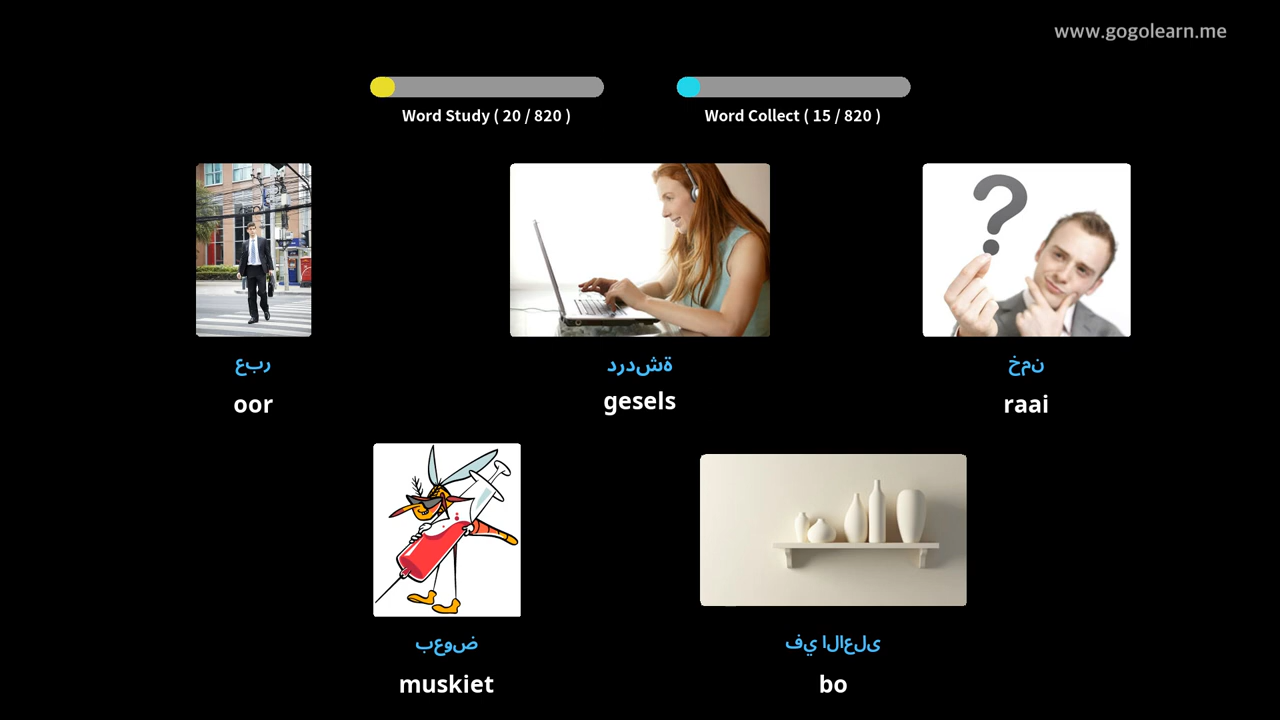 www.gogolearn.me
Word Study ( 20 / 820 )
Word Collect ( 15 / 820 )
عبر
oor
دردشة
gesels
خمن
raai
بعوض
muskiet
في الاعلى
bo